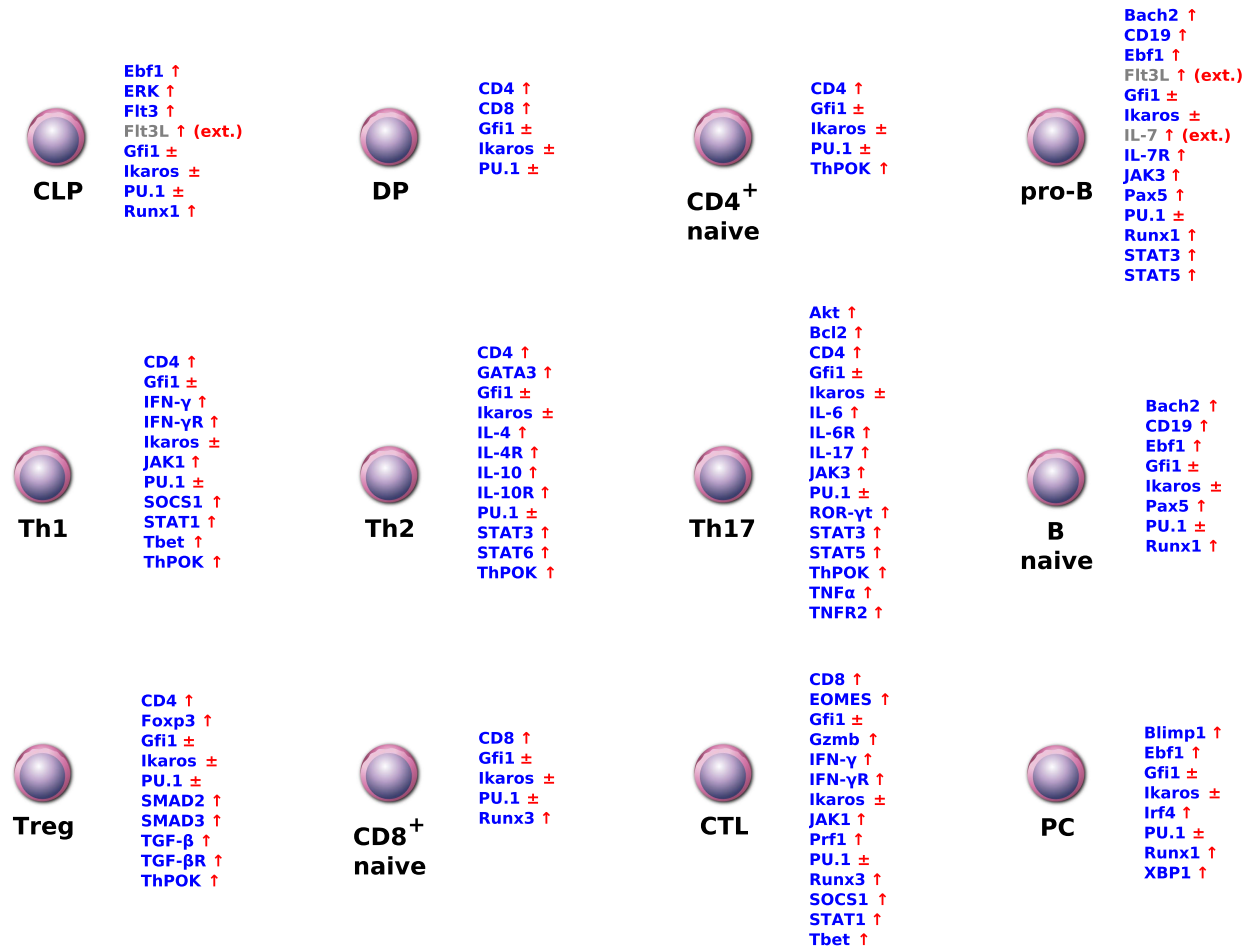 Ebf1 ↑
ERK ↑
Flt3 ↑
Flt3L ↑ (ext.)
Gfi1 ±
Ikaros ±
PU.1 ±
Runx1 ↑
CLP
CD4 ↑
CD8 ↑
Gfi1 ±
Ikaros ±
PU.1 ±
DP
CD4 ↑
Gfi1 ±
Ikaros ±
PU.1 ±
ThPOK ↑
CD4⁺
naive
Bach2 ↑
CD19 ↑
Ebf1 ↑
Flt3L ↑ (ext.)
Gfi1 ±
Ikaros ±
IL-7 ↑ (ext.)
IL-7R ↑
JAK3 ↑
Pax5 ↑
PU.1 ±
Runx1 ↑
STAT3 ↑
STAT5 ↑
pro-B
CD4 ↑
Gfi1 ±
IFN-γ ↑
IFN-γR ↑
Ikaros ±
JAK1 ↑
PU.1 ±
SOCS1 ↑
STAT1 ↑
Tbet ↑
ThPOK ↑
Th1
CD4 ↑
GATA3 ↑
Gfi1 ±
Ikaros ±
IL-4 ↑
IL-4R ↑
IL-10 ↑
IL-10R ↑
PU.1 ±
STAT3 ↑
STAT6 ↑
ThPOK ↑
Th2
Akt ↑
Bcl2 ↑
CD4 ↑
Gfi1 ±
Ikaros ±
IL-6 ↑
IL-6R ↑
IL-17 ↑
JAK3 ↑
PU.1 ±
ROR-γt ↑
STAT3 ↑
STAT5 ↑
ThPOK ↑
TNFα ↑
TNFR2 ↑
Th17
Bach2 ↑
CD19 ↑
Ebf1 ↑
Gfi1 ±
Ikaros ±
Pax5 ↑
PU.1 ±
Runx1 ↑
B
naive
CD4 ↑
Foxp3 ↑
Gfi1 ±
Ikaros ±
PU.1 ±
SMAD2 ↑
SMAD3 ↑
TGF-β ↑
TGF-βR ↑
ThPOK ↑
Treg
CD8 ↑
Gfi1 ±
Ikaros ±
PU.1 ±
Runx3 ↑
CD8⁺
naive
CD8 ↑
EOMES ↑
Gfi1 ±
Gzmb ↑
IFN-γ ↑
IFN-γR ↑
Ikaros ±
JAK1 ↑
Prf1 ↑
PU.1 ±
Runx3 ↑
SOCS1 ↑
STAT1 ↑
Tbet ↑
CTL
Blimp1 ↑
Ebf1 ↑
Gfi1 ±
Ikaros ±
Irf4 ↑
PU.1 ±
Runx1 ↑
XBP1 ↑
PC